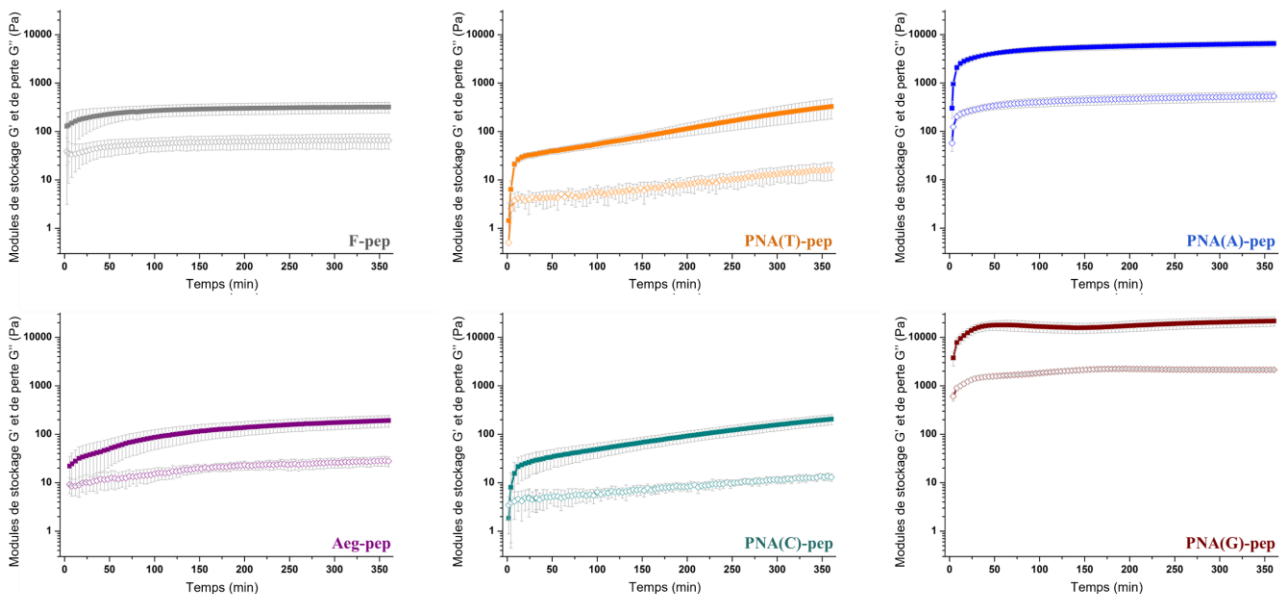 Modules de stockage G' et de perte G'' (Pa)
10000
1000
100
10
1
F-pep
0 50 100 150 200 250 300 350
Temps (min)
Modules de stockage G' et de perte G'' (Pa)
10000
1000
100
10
1
PNA(T)-pep
0 50 100 150 200 250 300 350
Temps (min)
Modules de stockage G' et de perte G'' (Pa)
10000
1000
100
10
1
PNA(A)-pep
0 50 100 150 200 250 300 350
Temps (min)
Modules de stockage G' et de perte G'' (Pa)
10000
1000
100
10
1
Aeg-pep
0 50 100 150 200 250 300 350
Temps (min)
Modules de stockage G' et de perte G'' (Pa)
10000
1000
100
10
1
PNA(C)-pep
0 50 100 150 200 250 300 350
Temps (min)
Modules de stockage G' et de perte G'' (Pa)
10000
1000
100
10
1
PNA(G)-pep
0 50 100 150 200 250 300 350
Temps (min)